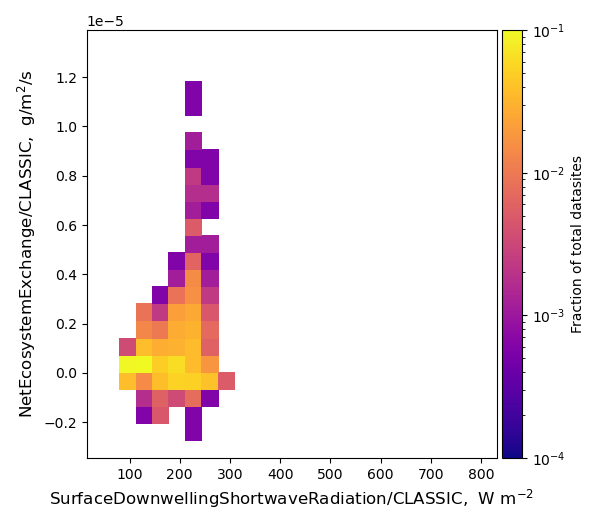 1e−5
1.2
1.0
0.8
0.6
0.4
0.2
0.0
−0.2
NetEcosystemExchange/CLASSIC, g/m²/s
100 200 300 400 500 600 700 800
SurfaceDownwellingShortwaveRadiation/CLASSIC, W m⁻²
10⁻¹
10⁻²
10⁻³
10⁻⁴
Fraction of total datasites